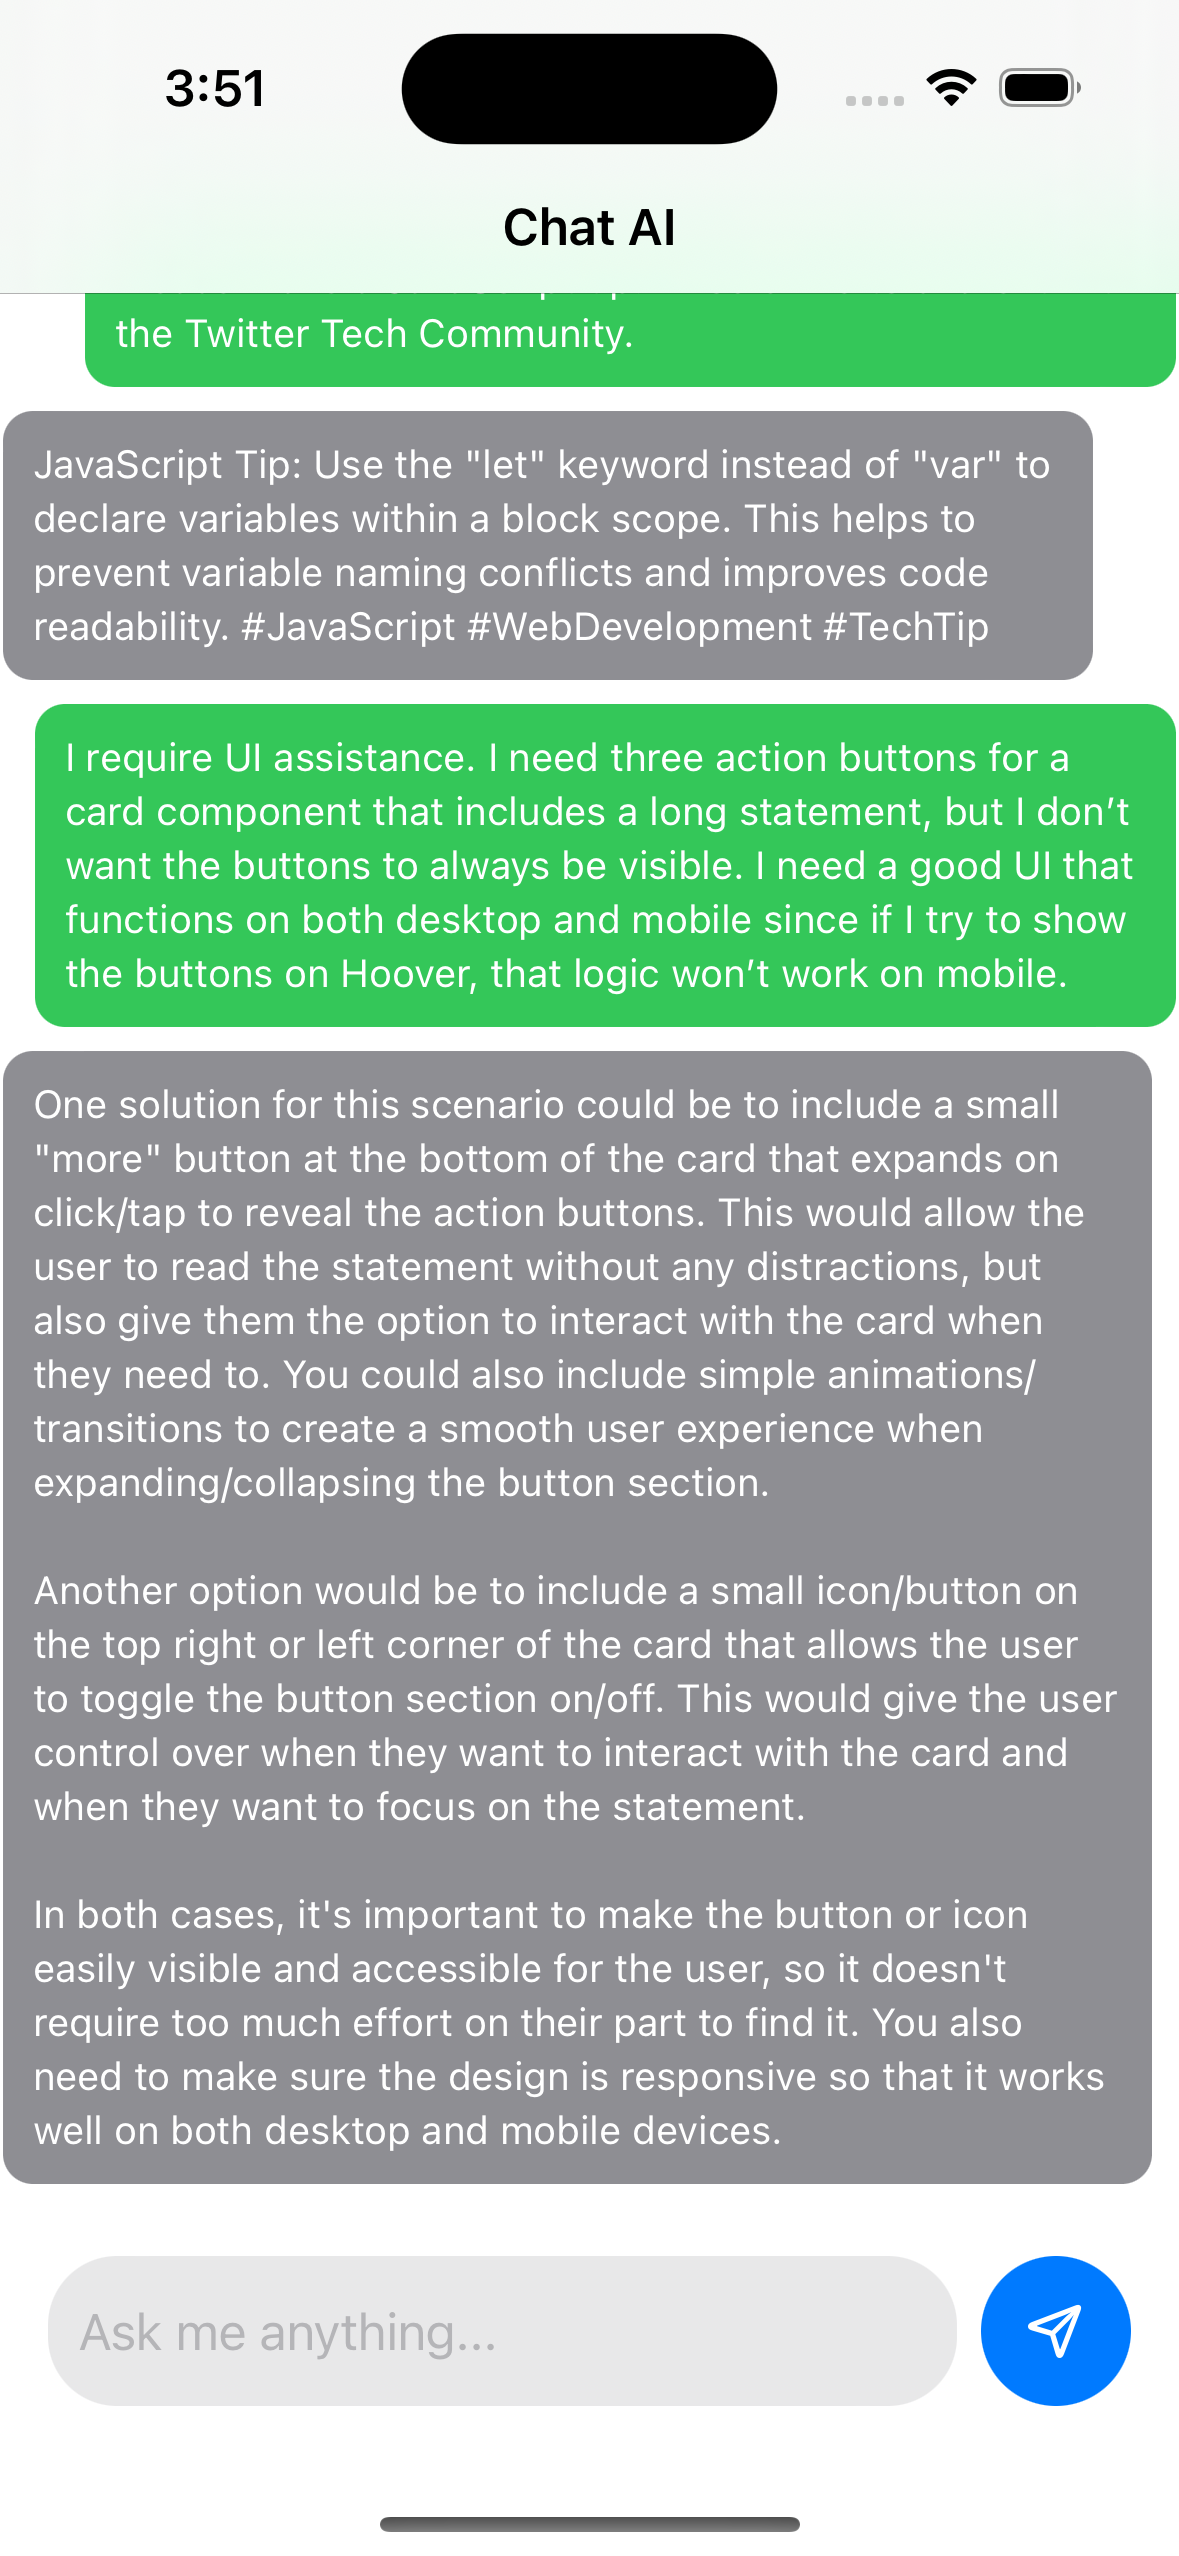 3:51
Chat AI
the Twitter Tech Community.
JavaScript Tip: Use the "let" keyword instead of "var" to
declare variables within a block scope. This helps to
prevent variable naming conflicts and improves code
readability. #JavaScript #WebDevelopment #TechTip
I require UI assistance. I need three action buttons for a
card component that includes a long statement, but I don’t
want the buttons to always be visible. I need a good UI that
functions on both desktop and mobile since if I try to show
the buttons on Hoover, that logic won’t work on mobile.
One solution for this scenario could be to include a small
"more" button at the bottom of the card that expands on
click/tap to reveal the action buttons. This would allow the
user to read the statement without any distractions, but
also give them the option to interact with the card when
they need to. You could also include simple animations/
transitions to create a smooth user experience when
expanding/collapsing the button section.
Another option would be to include a small icon/button on
the top right or left corner of the card that allows the user
to toggle the button section on/off. This would give the user
control over when they want to interact with the card and
when they want to focus on the statement.
In both cases, it's important to make the button or icon
easily visible and accessible for the user, so it doesn't
require too much effort on their part to find it. You also
need to make sure the design is responsive so that it works
well on both desktop and mobile devices.
Ask me anything...